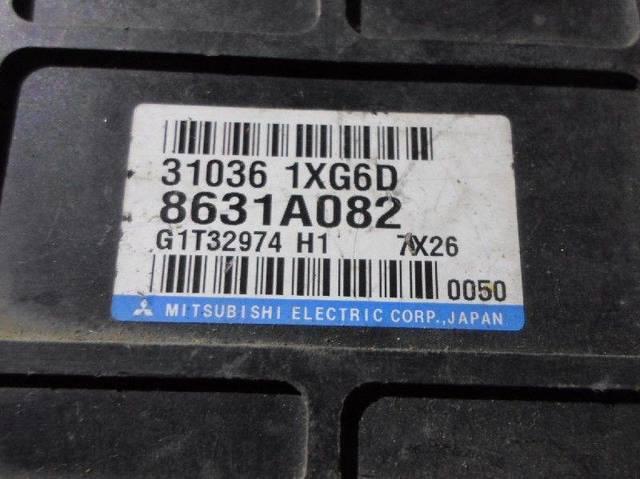 31036 1XG6D
8631A082
G1T32974 H1 7X26
0050
MITSUBISHI ELECTRIC CORP.,JAPAN